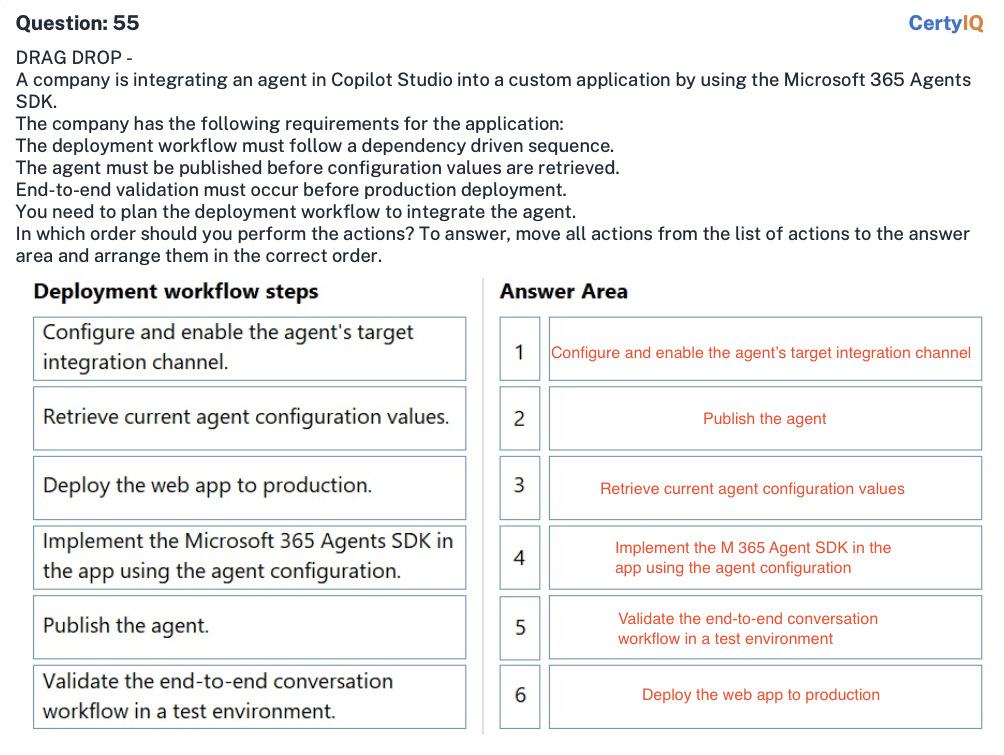 Question: 55
CertyIQ
DRAG DROP -
A company is integrating an agent in Copilot Studio into a custom application by using the Microsoft 365 Agents
SDK.
The company has the following requirements for the application:
The deployment workflow must follow a dependency driven sequence.
The agent must be published before configuration values are retrieved.
End-to-end validation must occur before production deployment.
You need to plan the deployment workflow to integrate the agent.
In which order should you perform the actions? To answer, move all actions from the list of actions to the answer
area and arrange them in the correct order.
Deployment workflow steps
Configure and enable the agent's target
integration channel.
Retrieve current agent configuration values.
Deploy the web app to production.
Implement the Microsoft 365 Agents SDK in
the app using the agent configuration.
Publish the agent.
Validate the end-to-end conversation
workflow in a test environment.
Answer Area
1
Configure and enable the agent’s target integration channel
2
Publish the agent
3
Retrieve current agent configuration values
4
Implement the M 365 Agent SDK in the
app using the agent configuration
5
Validate the end-to-end conversation
workflow in a test environment
6
Deploy the web app to production